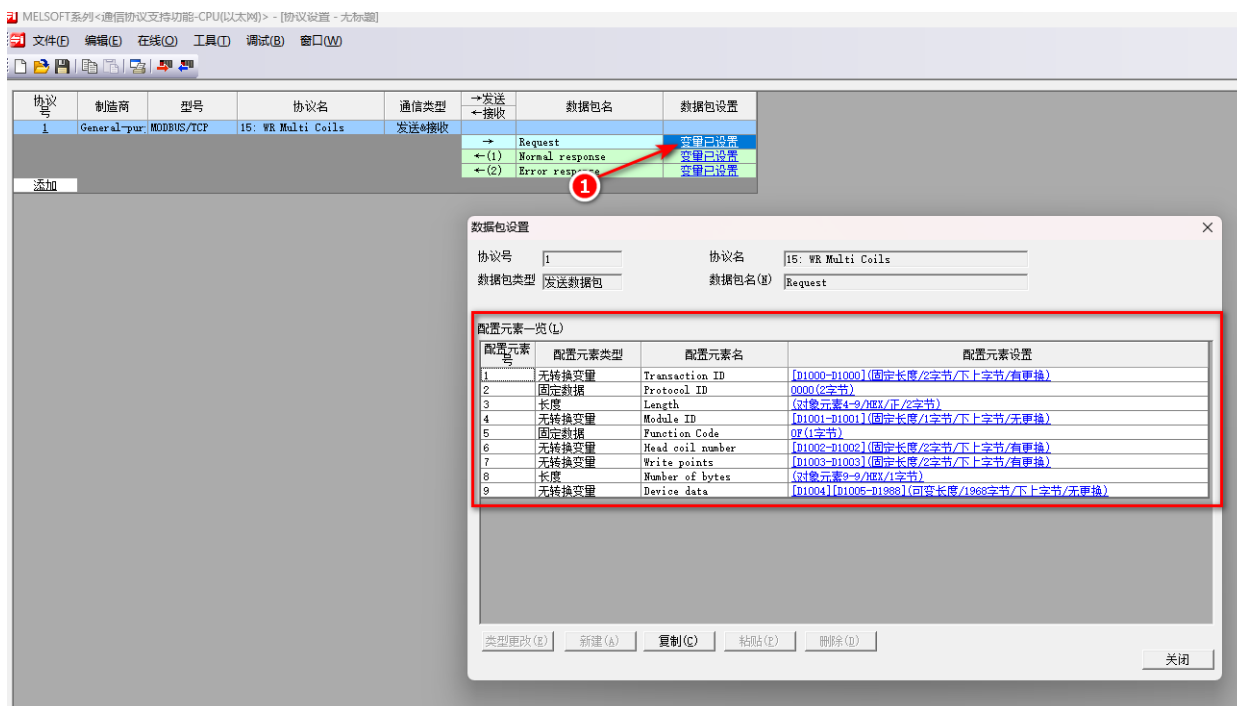 MELSOFT系列<通信协议支持功能-CPU(以太网)> - [协议设置 - 无标题]
文件(F) 编辑(E) 在线(O) 工具(T) 调试(B) 窗口(W)
协议号 制造商 型号 协议名 通信类型 →发送 ←接收 数据包名 数据包设置
1 General-pur: MODBUS/TCP 15: WR Multi Coils 发送&接收
→ Request 变量已设置
←(1) Normal response 变量已设置
←(2) Error response 变量已设置
添加
1
数据包设置
协议号 1 协议名 15: WR Multi Coils
数据包类型 发送数据包 数据包名(N) Request
配置元素一览(L)
配置元素号 配置元素类型 配置元素名 配置元素设置
1 无转换变量 Transaction ID [D1000-D1000](固定长度/2字节/下上字节/有更换)
2 固定数据 Protocol ID 0000(2字节)
3 长度 Length (对象元素4-9/HEX/正/2字节)
4 无转换变量 Module ID [D1001-D1001](固定长度/1字节/下上字节/无更换)
5 固定数据 Function Code 0F(1字节)
6 无转换变量 Head coil number [D1002-D1002](固定长度/2字节/下上字节/有更换)
7 无转换变量 Write points [D1003-D1003](固定长度/2字节/下上字节/有更换)
8 长度 Number of bytes (对象元素9-9/HEX/1字节)
9 无转换变量 Device data [D1004][D1005-D1988](可变长度/1968字节/下上字节/无更换)
类型更改(E) 新建(A) 复制(C) 粘贴(P) 删除(D)
关闭